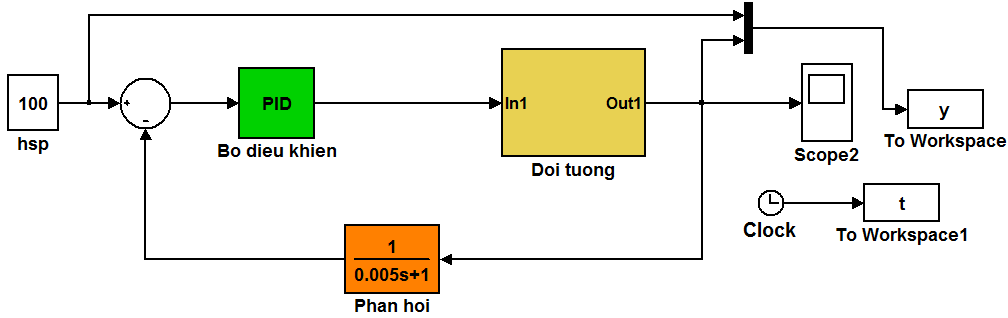 100
hsp
+
-
PID
Bo dieu khien
In1
Out1
Doi tuong
Scope2
y
To Workspace
Clock
t
To Workspace1
1
0.005s+1
Phan hoi